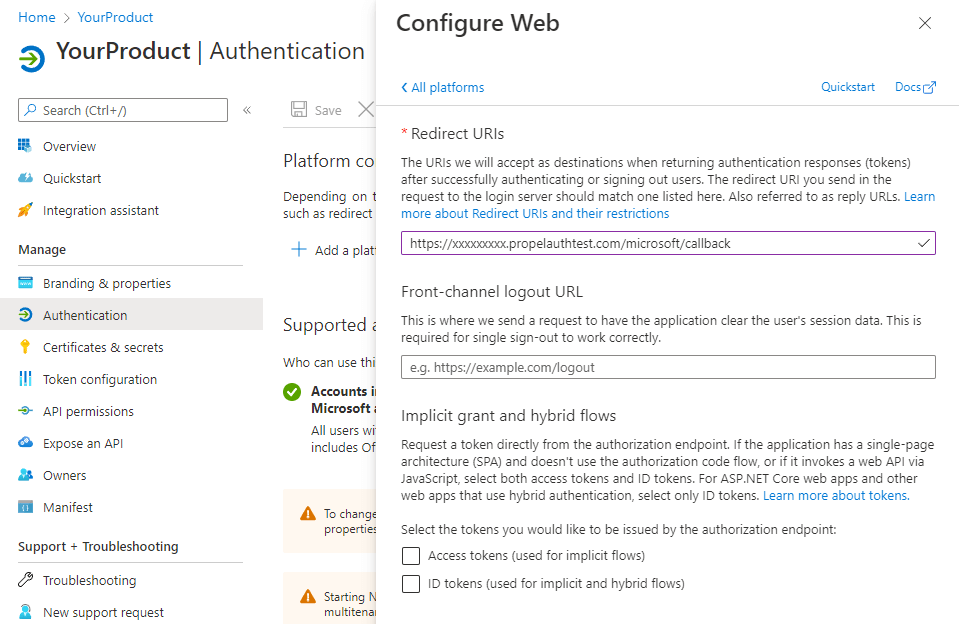 Home > YourProduct
YourProduct | Authentication
Search (Ctrl+/)
«
Overview
Quickstart
Integration assistant
Manage
Branding & properties
Authentication
Certificates & secrets
Token configuration
API permissions
Expose an API
Owners
Manifest
Support + Troubleshooting
Troubleshooting
New support request
Save
Platform co
Depending on t
such as redirect
Add a plat
Supported a
Who can use thi
Accounts i
Microsoft a
All users wi
includes Of
To change
properties
Starting N
multitena
Configure Web
All platforms
Quickstart
Docs
* Redirect URIs
The URIs we will accept as destinations when returning authentication responses (tokens)
after successfully authenticating or signing out users. The redirect URI you send in the
request to the login server should match one listed here. Also referred to as reply URLs. Learn
more about Redirect URIs and their restrictions
https://xxxxxxxxx.propelauthtest.com/microsoft/callback
Front-channel logout URL
This is where we send a request to have the application clear the user's session data. This is
required for single sign-out to work correctly.
e.g. https://example.com/logout
Implicit grant and hybrid flows
Request a token directly from the authorization endpoint. If the application has a single-page
architecture (SPA) and doesn't use the authorization code flow, or if it invokes a web API via
JavaScript, select both access tokens and ID tokens. For ASP.NET Core web apps and other
web apps that use hybrid authentication, select only ID tokens. Learn more about tokens.
Select the tokens you would like to be issued by the authorization endpoint:
Access tokens (used for implicit flows)
ID tokens (used for implicit and hybrid flows)